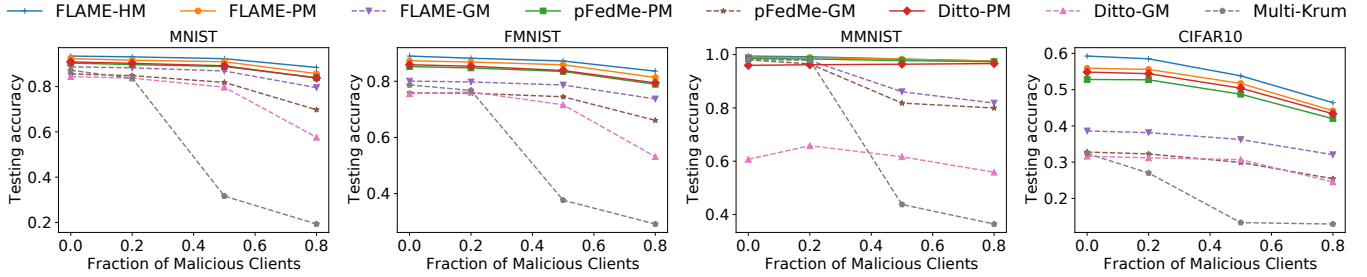 FLAME-HM FLAME-PM FLAME-GM pFedMe-PM pFedMe-GM Ditto-PM Ditto-GM Multi-Krum
MNIST
Testing accuracy
0.8
0.6
0.4
0.2
0.0 0.2 0.4 0.6 0.8
Fraction of Malicious Clients
FMNIST
Testing accuracy
0.8
0.6
0.4
0.0 0.2 0.4 0.6 0.8
Fraction of Malicious Clients
MMNIST
Testing accuracy
1.0
0.8
0.6
0.4
0.0 0.2 0.4 0.6 0.8
Fraction of Malicious Clients
CIFAR10
Testing accuracy
0.6
0.5
0.4
0.3
0.2
0.0 0.2 0.4 0.6 0.8
Fraction of Malicious Clients